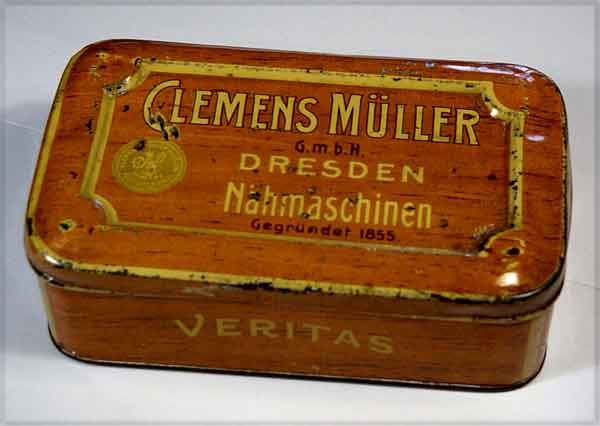 CLEMENS MÜLLER
G.m.b.H.
DRESDEN
Nähmaschinen
Gegründet 1855
VERITAS